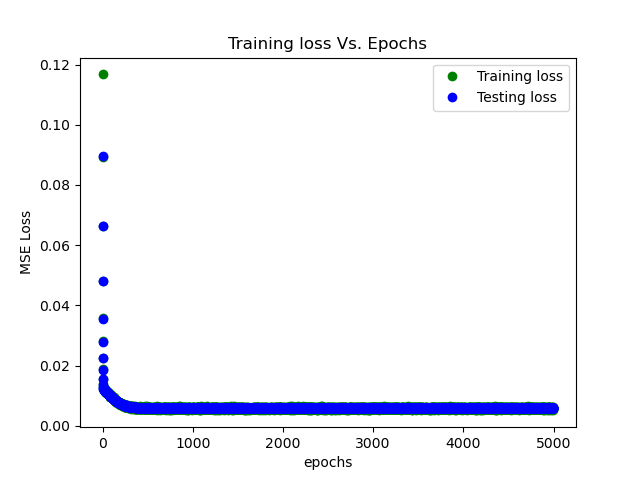 Training loss Vs. Epochs
Training loss
Testing loss
MSE Loss
0.12
0.10
0.08
0.06
0.04
0.02
0.00
0 1000 2000 3000 4000 5000
epochs